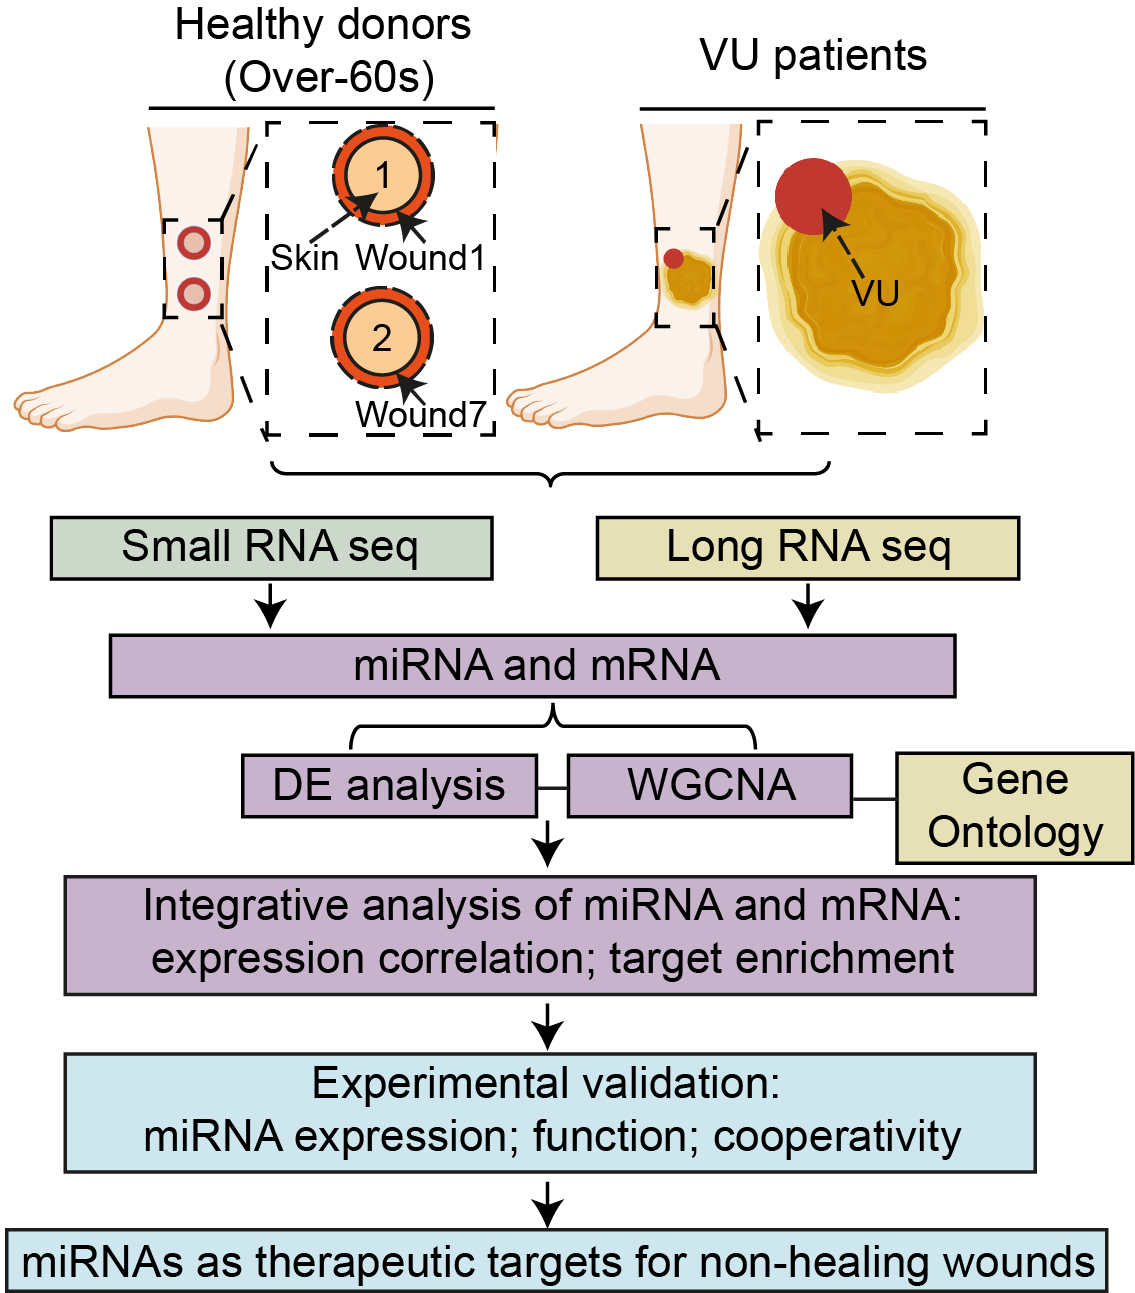 Healthy donors
(Over-60s)
VU patients
1
Skin
Wound1
2
Wound7
VU
Small RNA seq
Long RNA seq
miRNA and mRNA
DE analysis
WGCNA
Gene
Ontology
Integrative analysis of miRNA and mRNA:
expression correlation; target enrichment
Experimental validation:
miRNA expression; function; cooperativity
miRNAs as therapeutic targets for non-healing wounds